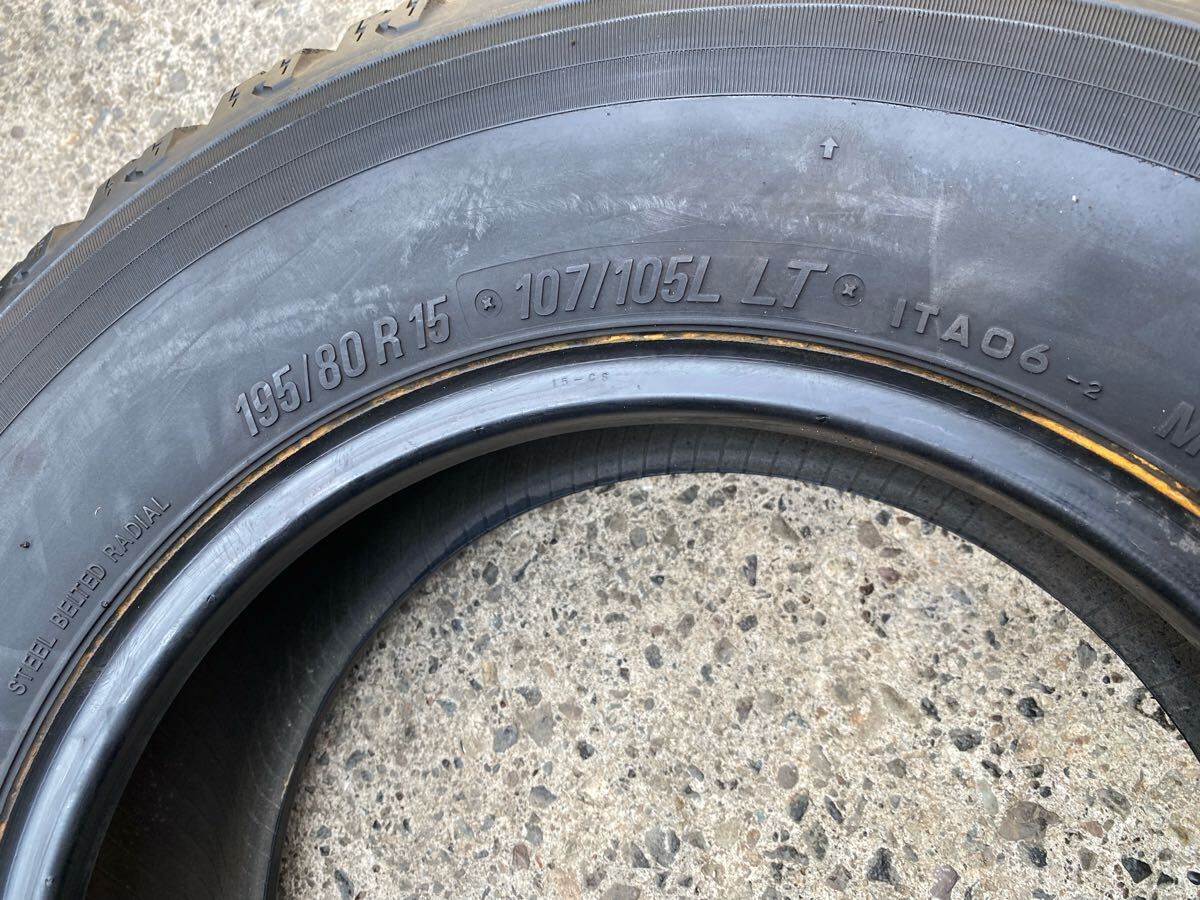 195/80 R 15 107/105L LT ITA06 -2
STEEL BELTED RADIAL